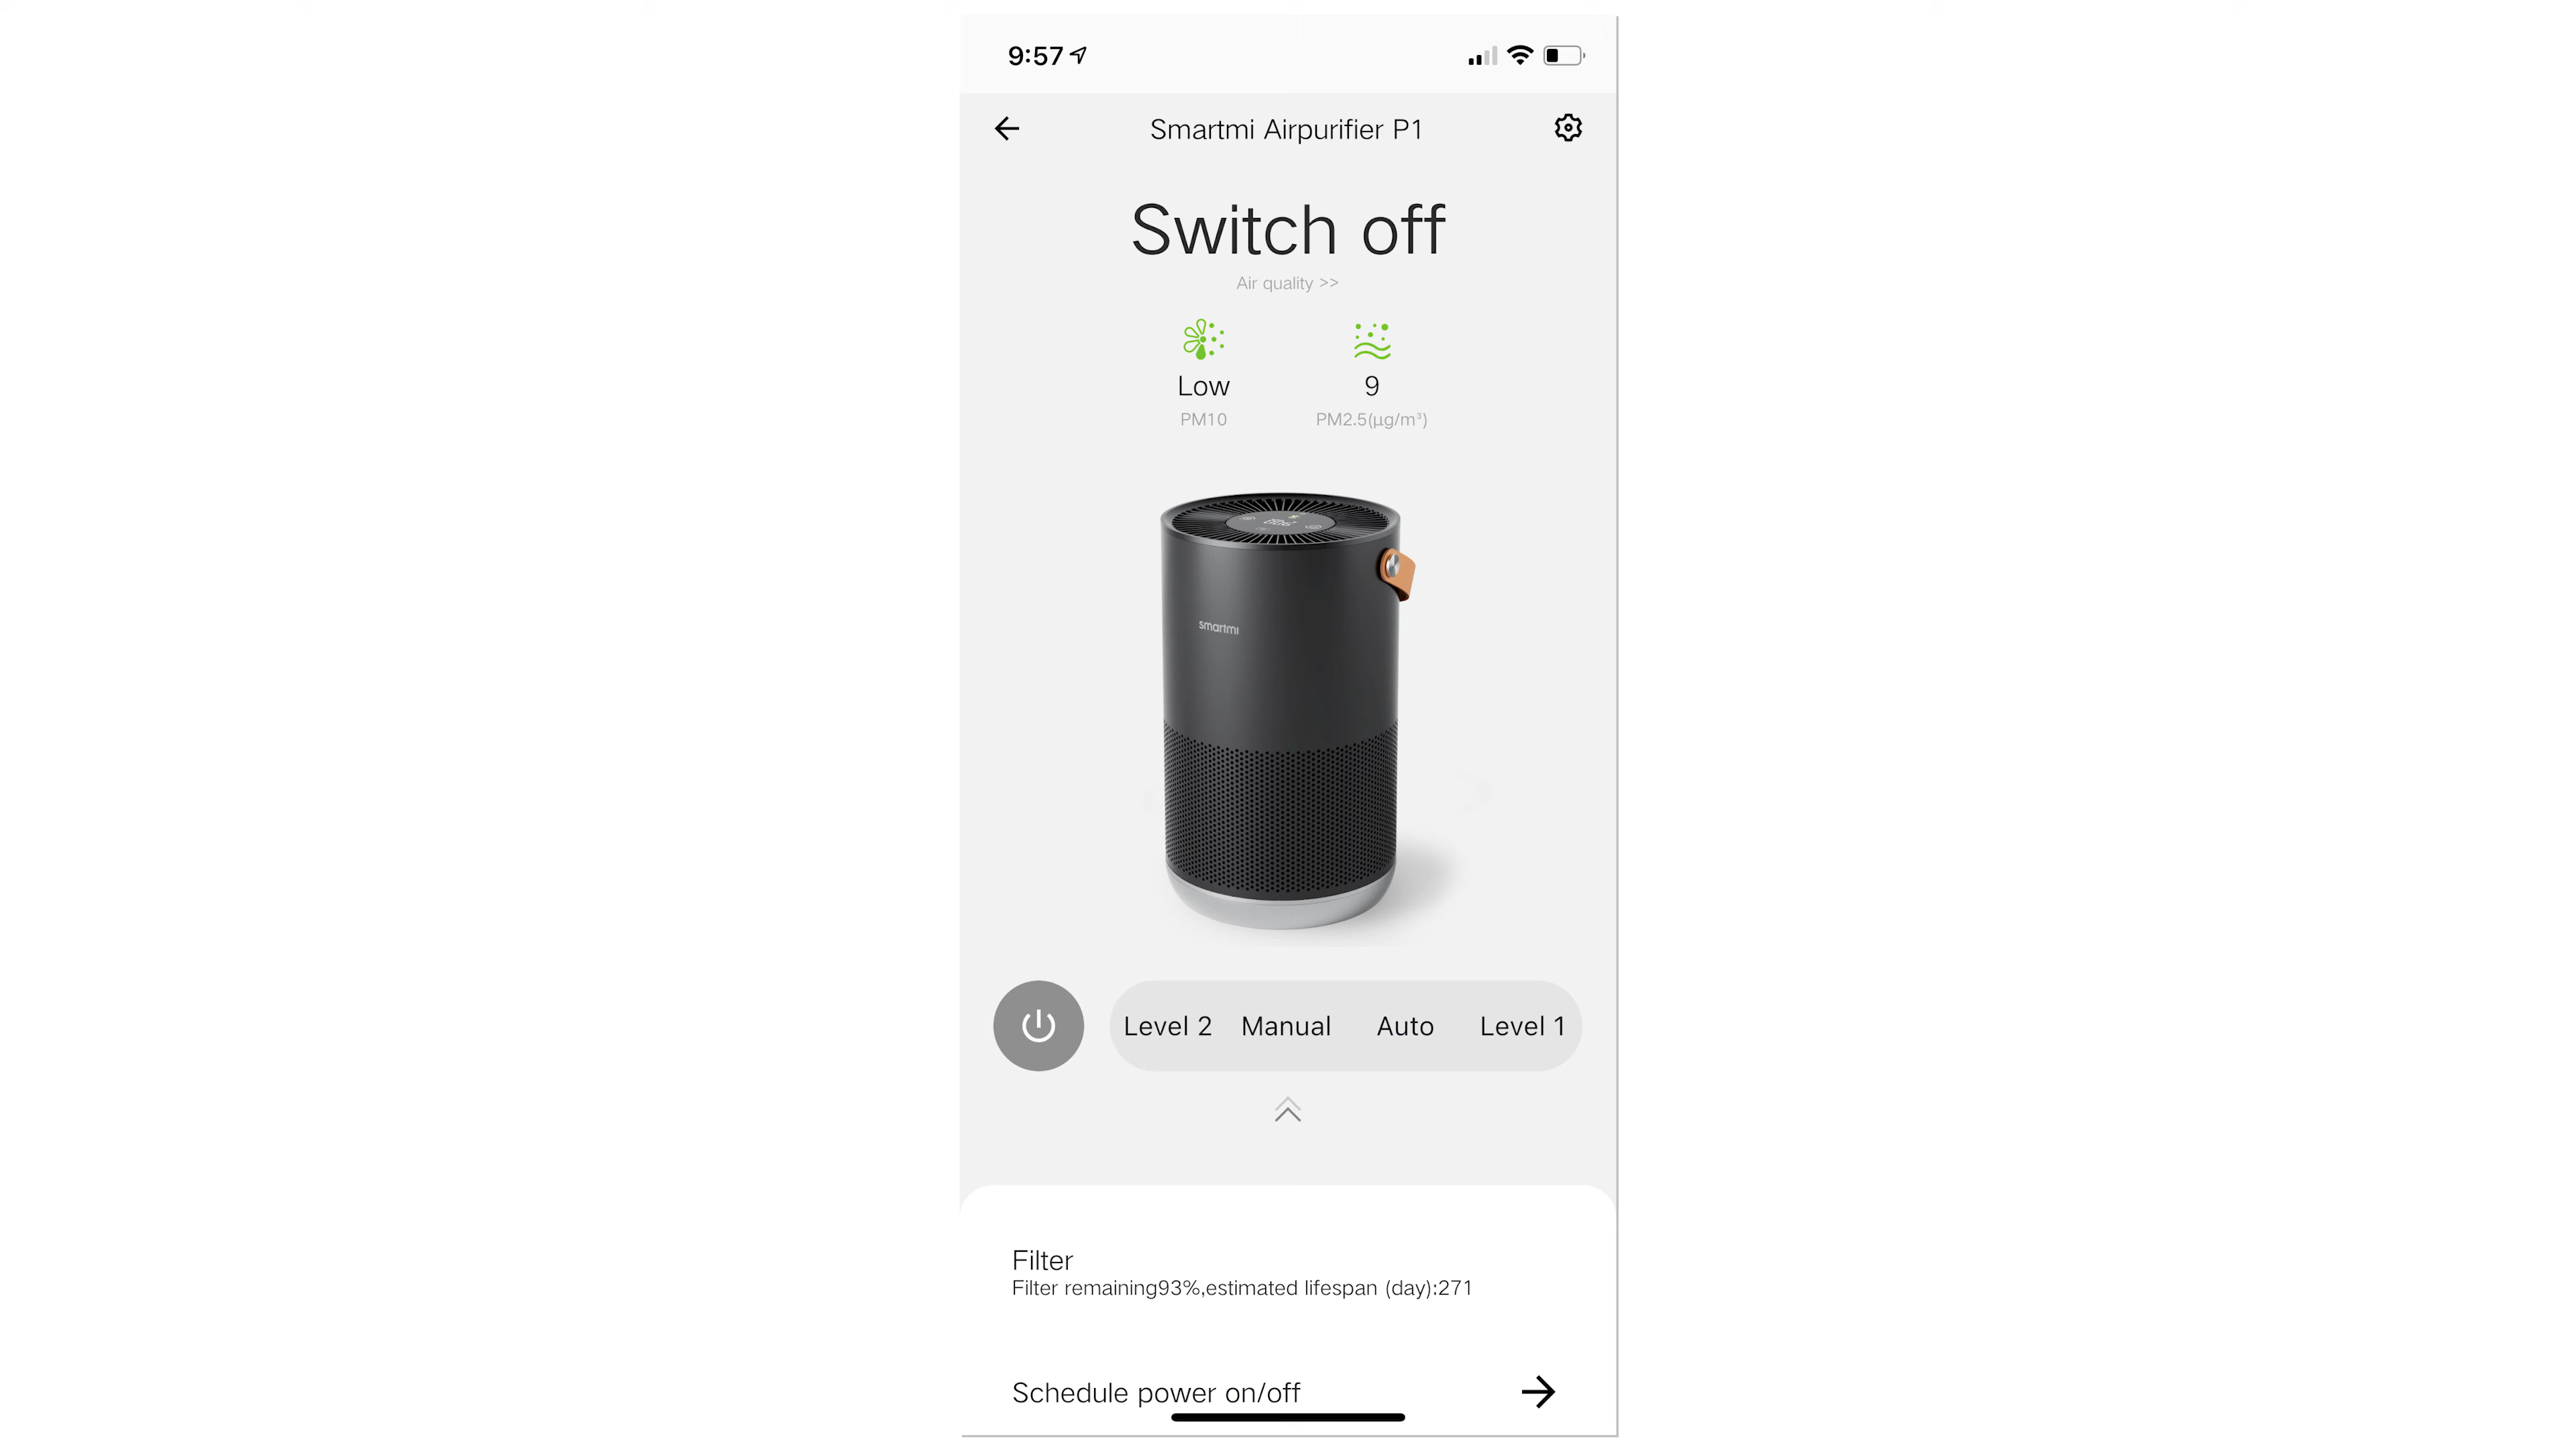 9:57
Smartmi Airpurifier P1
Switch off
Air quality >>
Low
9
PM10
PM2.5(µg/m³)
smartmi
Level 2
Manual
Auto
Level 1
Filter
Filter remaining93%,estimated lifespan (day):271
Schedule power on/off